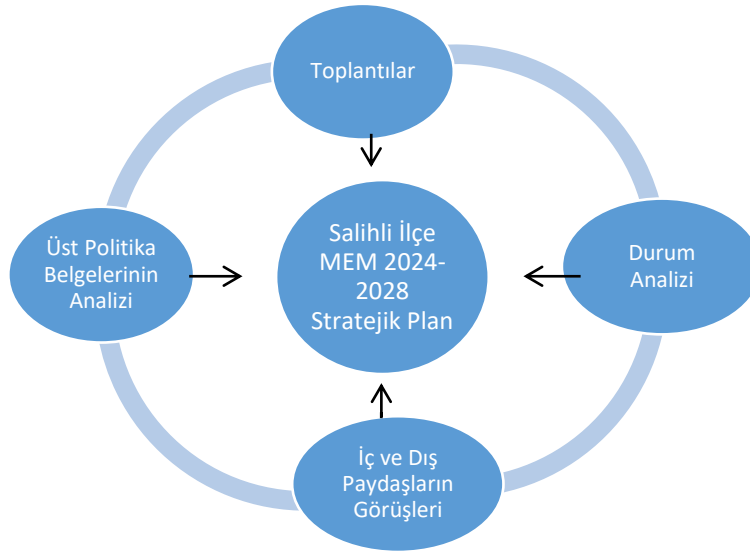 Toplantılar
Üst Politika
Belgelerinin
Analizi
Salihli İlçe
MEM 2024-
2028
Stratejik Plan
Durum
Analizi
İç ve Dış
Paydaşların
Görüşleri